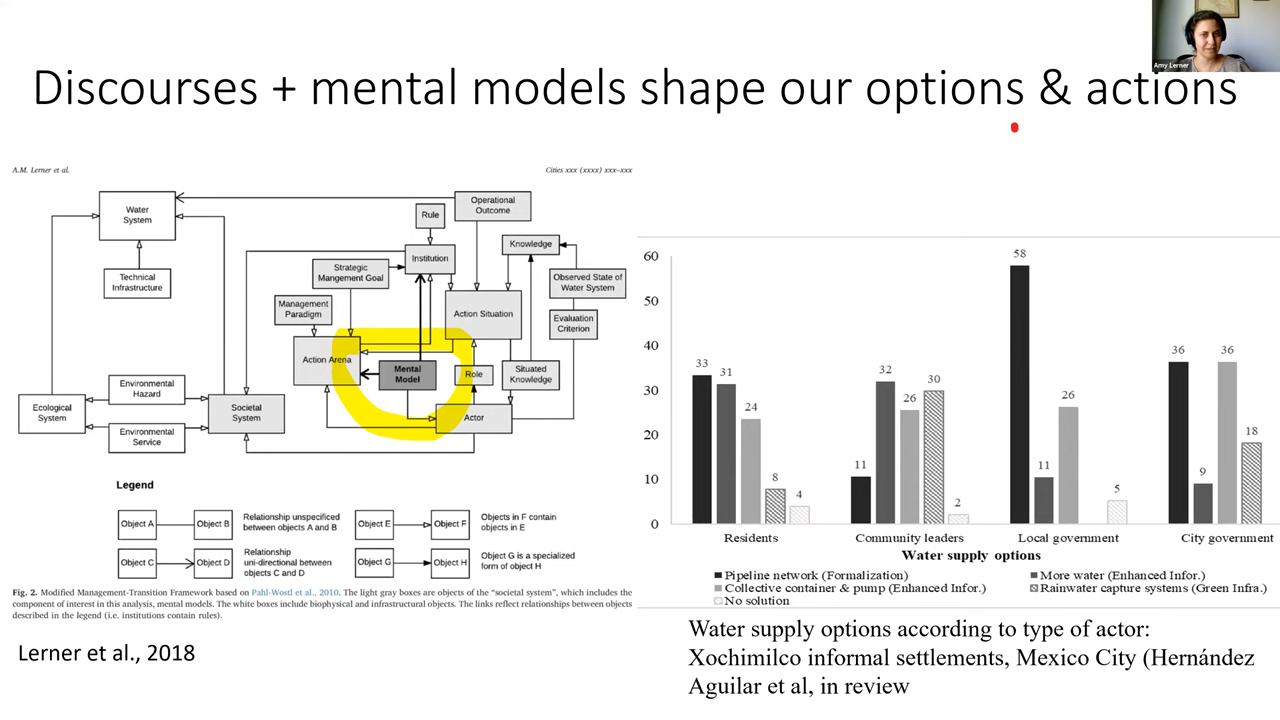 Amy Lerner
Discourses + mental models shape our options & actions
A.M. Lerner et al.
Cities xxx (xxxx) xxx–xxx
Water
System
Technical
Infrastructure
Environmental
Hazard
Ecological
System
Environmental
Service
Societal
System
Rule
Operational
Outcome
Institution
Knowledge
Strategic
Mangement Goal
Observed State of
Water System
Management
Paradigm
Action Situation
Evaluation
Criterion
Action Arena
Mental
Model
Role
Situated
Knowledge
Actor
Legend
Object A
Object B
Relationship unspecificed
between objects A and B
Object E
Object F
Objects in F contain
objects in E
Object C
Object D
Relationship
uni-directional between
objects C and D
Object G
Object H
Object G is a specialized
form of object H
Fig. 2. Modified Management-Transition Framework based on Pahl-Wostl et al., 2010. The light gray boxes are objects of the “societal system”, which includes the
component of interest in this analysis, mental models. The white boxes include biophysical and infrastructural objects. The links reflect relationships between objects
described in the legend (i.e. institutions contain rules).
Lerner et al., 2018
60
50
40
30
20
10
0
33
31
24
8
4
11
32
26
30
2
58
11
26
5
36
9
36
18
Residents
Community leaders
Local government
City government
Water supply options
Pipeline network (Formalization)
More water (Enhanced Infor.)
Collective container & pump (Enhanced Infor.)
Rainwater capture systems (Green Infra.)
No solution
Water supply options according to type of actor:
Xochimilco informal settlements, Mexico City (Hernández
Aguilar et al, in review